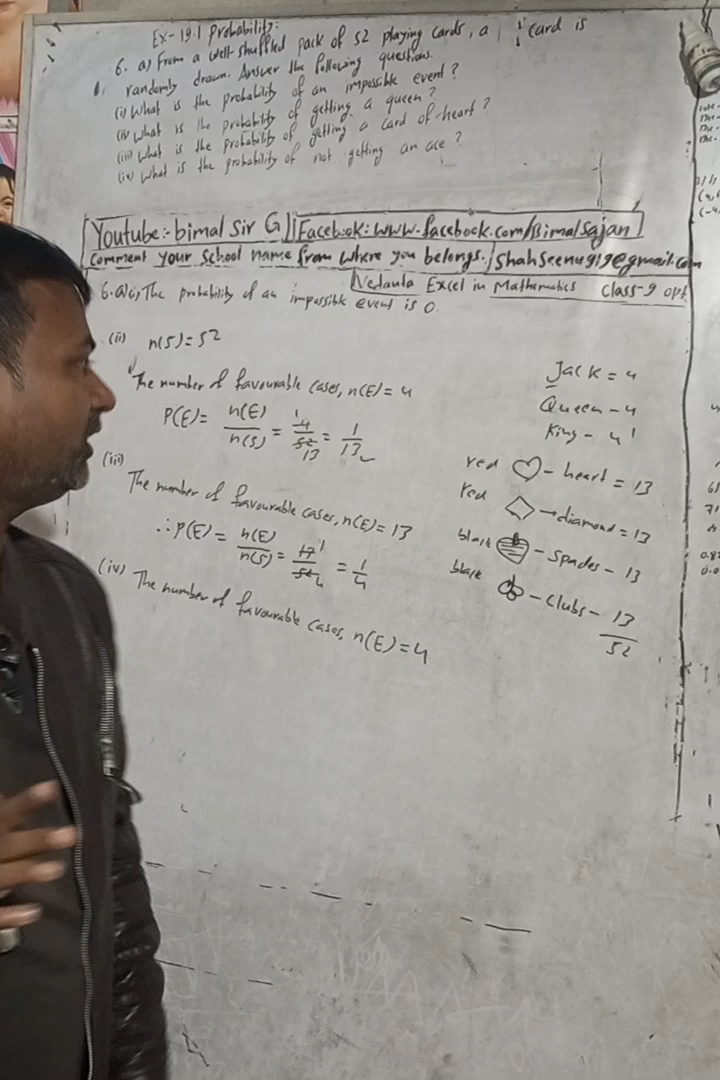 Ex-19.1 Probability:
6. a) From a well-shuffled pack of 52 playing cards, a card is
randomly drawn. Answer the following questions.
(i) What is the probability of an impossible event?
(ii) What is the probability of getting a queen?
(iii) What is the probability of getting a card of heart?
(iv) What is the probability of not getting an ace?
Youtube:- bimal Sir G Facebook: www.facebook.com/Bimalsajan
Comment your School name from where you belongs. / Shahseenu919@gmail.com
Vedanta Excel in Mathematics Class-9 opt.
6.a)(i) The probability of an impossible event is 0.
(ii) n(S) = 52
The number of favourable cases, n(E) = 4
P(E) = n(E)/n(S) = 4/52 = 1/13
1
13
(iii)
The number of favourable cases, n(E) = 13
∴ P(E) = n(E)/n(S) = 13/52 = 1/4
1
4
(iv) The number of favourable cases, n(E) = 4
Jack = 4
Queen - 4
King - 4
red heart = 13
red diamond = 13
black - Spades - 13
black - Clubs - 13
52